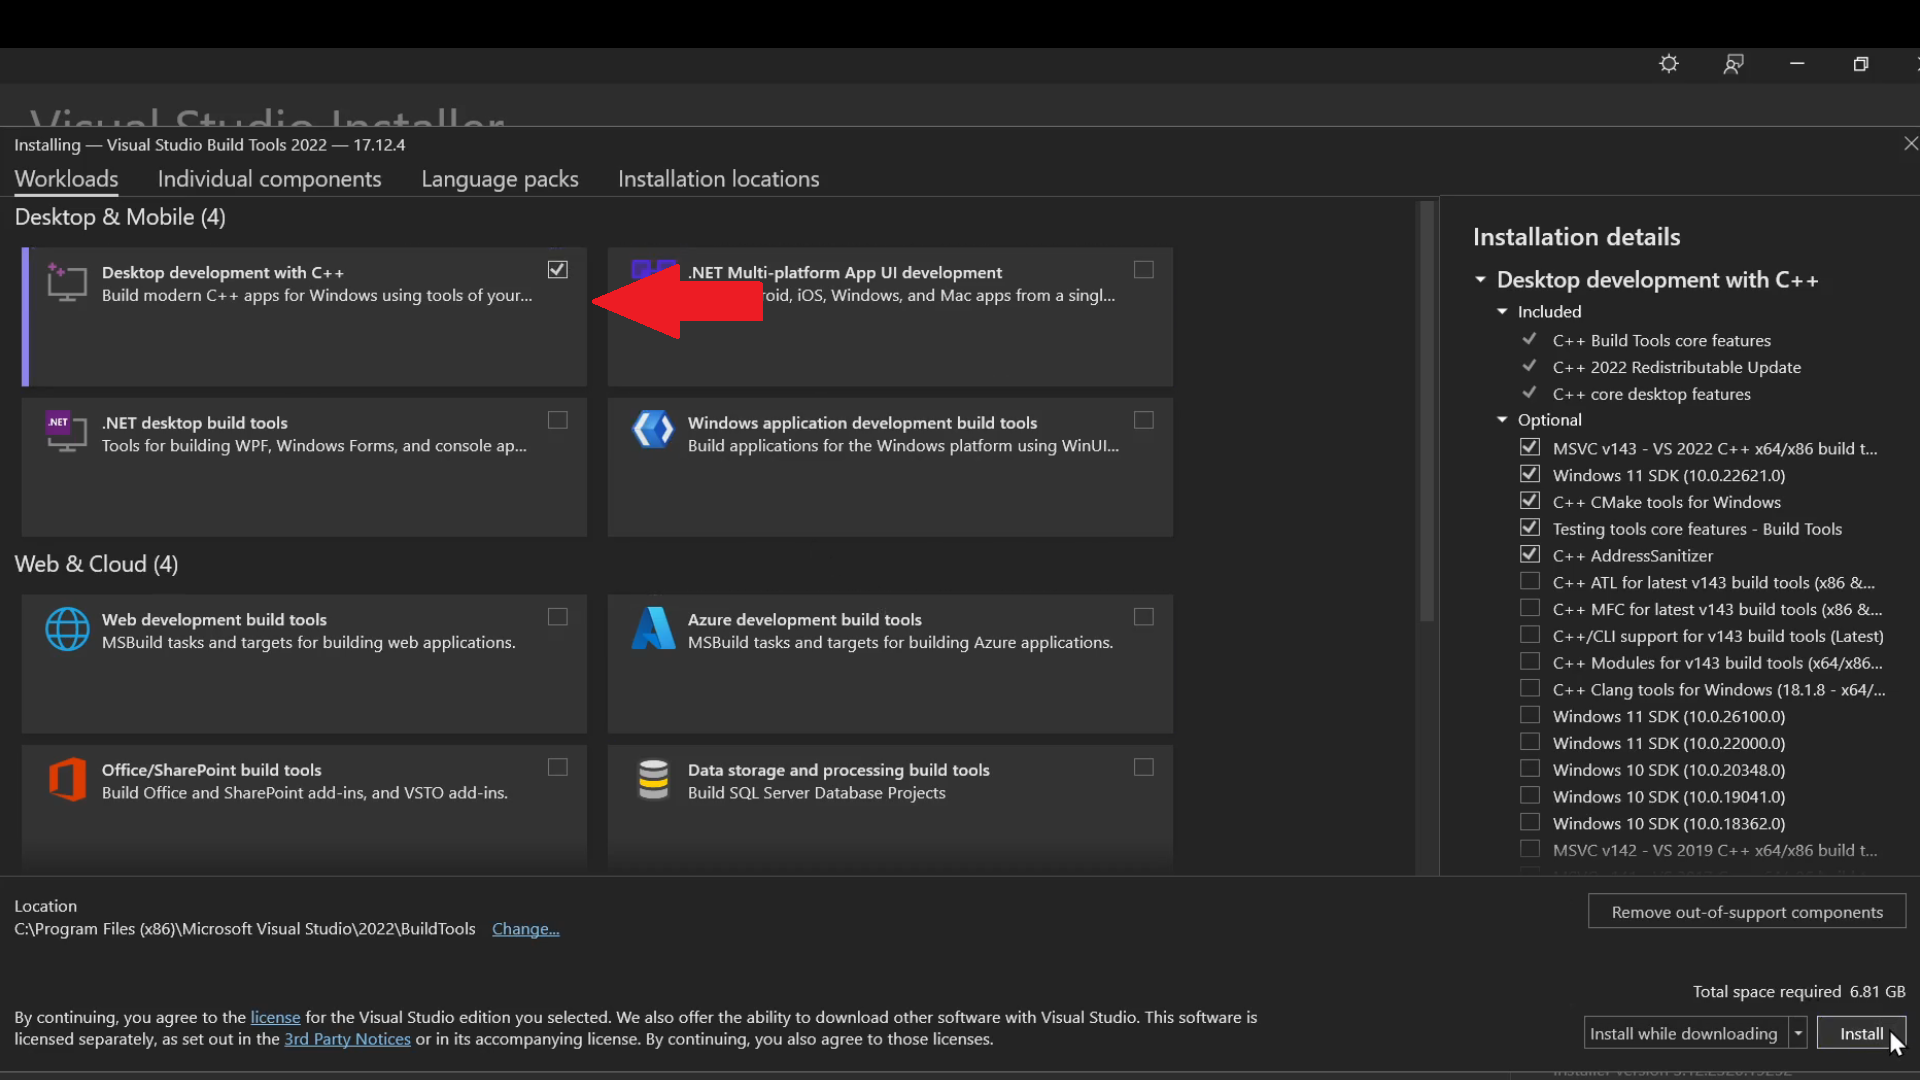 Visual Studio Installer
Installing — Visual Studio Build Tools 2022 — 17.12.4
Workloads
Individual components
Language packs
Installation locations
Desktop & Mobile (4)
Desktop development with C++
Build modern C++ apps for Windows using tools of your...
.NET Multi-platform App UI development
iOS, Windows, and Mac apps from a singl...
.NET
.NET desktop build tools
Tools for building WPF, Windows Forms, and console ap...
Windows application development build tools
Build applications for the Windows platform using WinUI...
Web & Cloud (4)
Web development build tools
MSBuild tasks and targets for building web applications.
Azure development build tools
MSBuild tasks and targets for building Azure applications.
Office/SharePoint build tools
Build Office and SharePoint add-ins, and VSTO add-ins.
Data storage and processing build tools
Build SQL Server Database Projects
Installation details
Desktop development with C++
Included
C++ Build Tools core features
C++ 2022 Redistributable Update
C++ core desktop features
Optional
MSVC v143 - VS 2022 C++ x64/x86 build t...
Windows 11 SDK (10.0.22621.0)
C++ CMake tools for Windows
Testing tools core features - Build Tools
C++ AddressSanitizer
C++ ATL for latest v143 build tools (x86 &...
C++ MFC for latest v143 build tools (x86 &...
C++/CLI support for v143 build tools (Latest)
C++ Modules for v143 build tools (x64/x86...
C++ Clang tools for Windows (18.1.8 - x64/...
Windows 11 SDK (10.0.26100.0)
Windows 11 SDK (10.0.22000.0)
Windows 10 SDK (10.0.20348.0)
Windows 10 SDK (10.0.19041.0)
Windows 10 SDK (10.0.18362.0)
MSVC v142 - VS 2019 C++ x64/x86 build t...
Location
C:\Program Files (x86)\Microsoft Visual Studio\2022\BuildTools Change...
Remove out-of-support components
Total space required 6.81 GB
By continuing, you agree to the license for the Visual Studio edition you selected. We also offer the ability to download other software with Visual Studio. This software is
licensed separately, as set out in the 3rd Party Notices or in its accompanying license. By continuing, you also agree to those licenses.
Install while downloading
Install